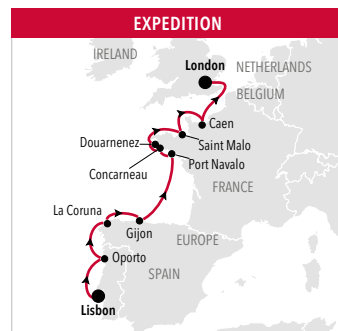 EXPEDITION
IRELAND
London
NETHERLANDS
BELGIUM
Caen
Douarnenez
Saint Malo
Port Navalo
Concarneau
FRANCE
La Coruna
Gijon
EUROPE
Oporto
SPAIN
Lisbon